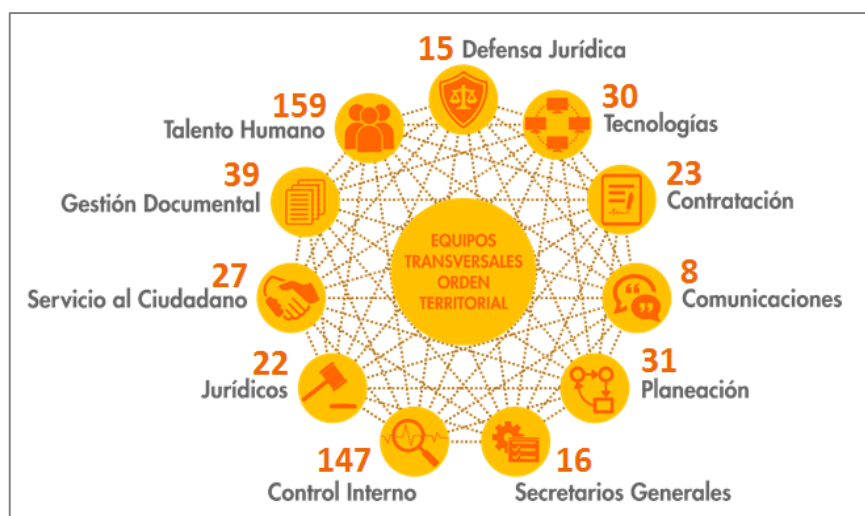 15 Defensa Jurídica
30
Tecnologías
23
Contratación
8
Comunicaciones
31
Planeación
16
Secretarios Generales
147
Control Interno
22
Jurídicos
27
Servicio al Ciudadano
39
Gestión Documental
159
Talento Humano
EQUIPOS
TRANSVERSALES
ORDEN
TERRITORIAL